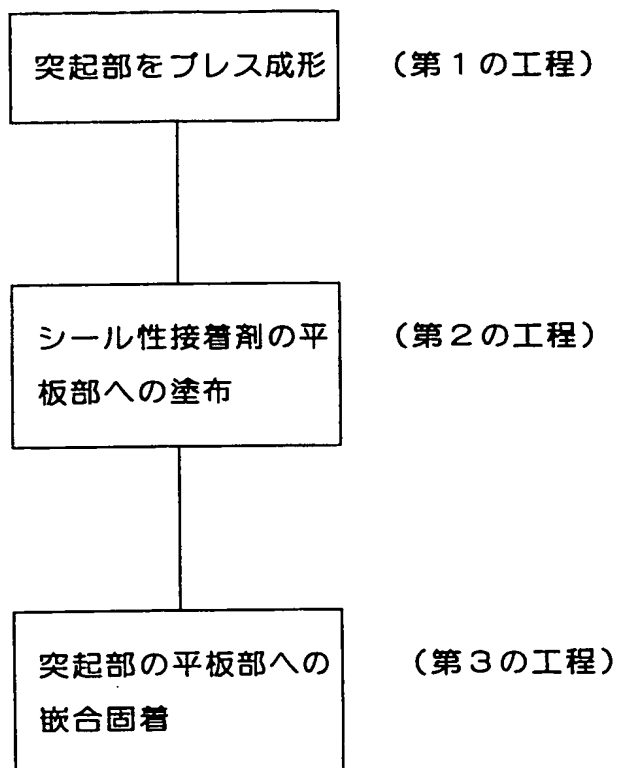 突起部をプレス成形
（第１の工程）
シール性接着剤の平
板部への塗布
（第２の工程）
突起部の平板部への
嵌合固着
（第３の工程）